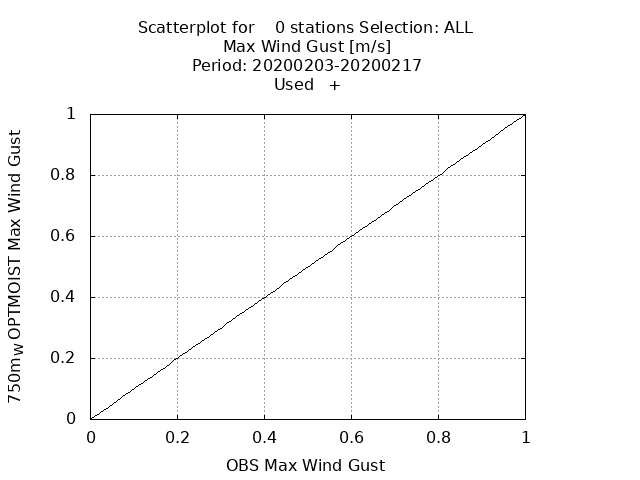 Scatterplot for    0 stations Selection: ALL
Max Wind Gust [m/s]
Period: 20200203-20200217
Used   +
1
0.8
0.6
0.4
0.2
0
750mwOPTMOIST Max Wind Gust
0 0.2 0.4 0.6 0.8 1
OBS Max Wind Gust